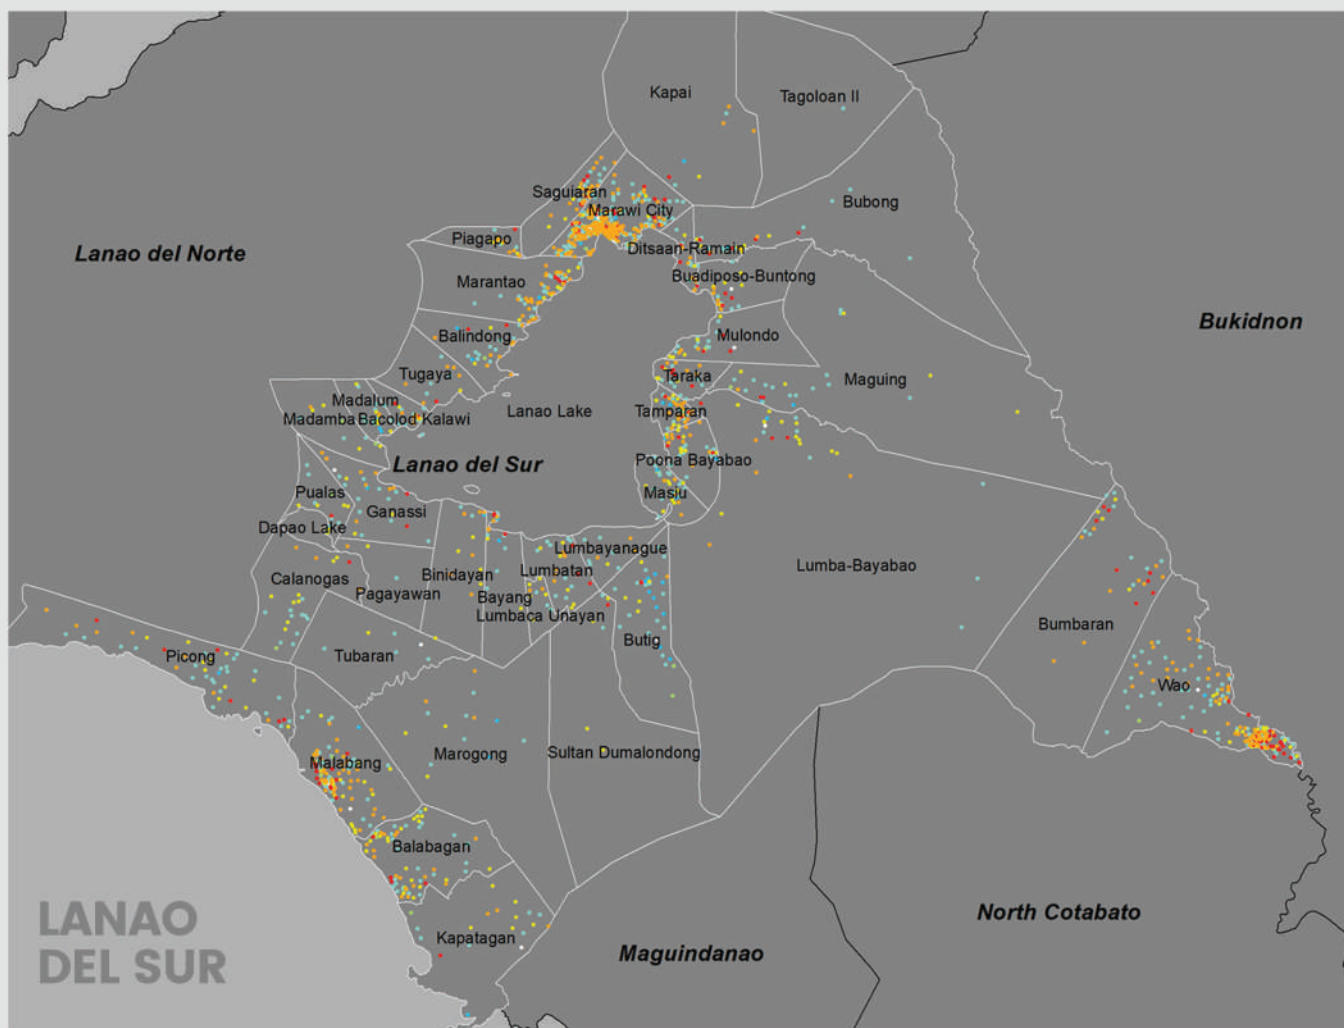 Kapai
Tagoloan II
Saguiaran
Bubong
Marawi City
Piagapo
Ditsaan-Ramain
Lanao del Norte
Marantao
Buadiposo-Buntong
Bukidnon
Balindong
Mulondo
Tugaya
Taraka
Maguing
Madalum
Lanao Lake
Tamparan
Madamba
Bacolod Kalawi
Lanao del Sur
Poona Bayabao
Pualas
Masiu
Ganassi
Dapao Lake
Lumbayanague
Lumba-Bayabao
Calanogas
Binidayan
Lumbatan
Pagayawan
Bayang
Lumbaca Unayan
Bumbaran
Butig
Picong
Tubaran
Wao
Malabang
Marogong
Sultan Dumalondong
Balabagan
LANAO
DEL SUR
North Cotabato
Kapatagan
Maguindanao